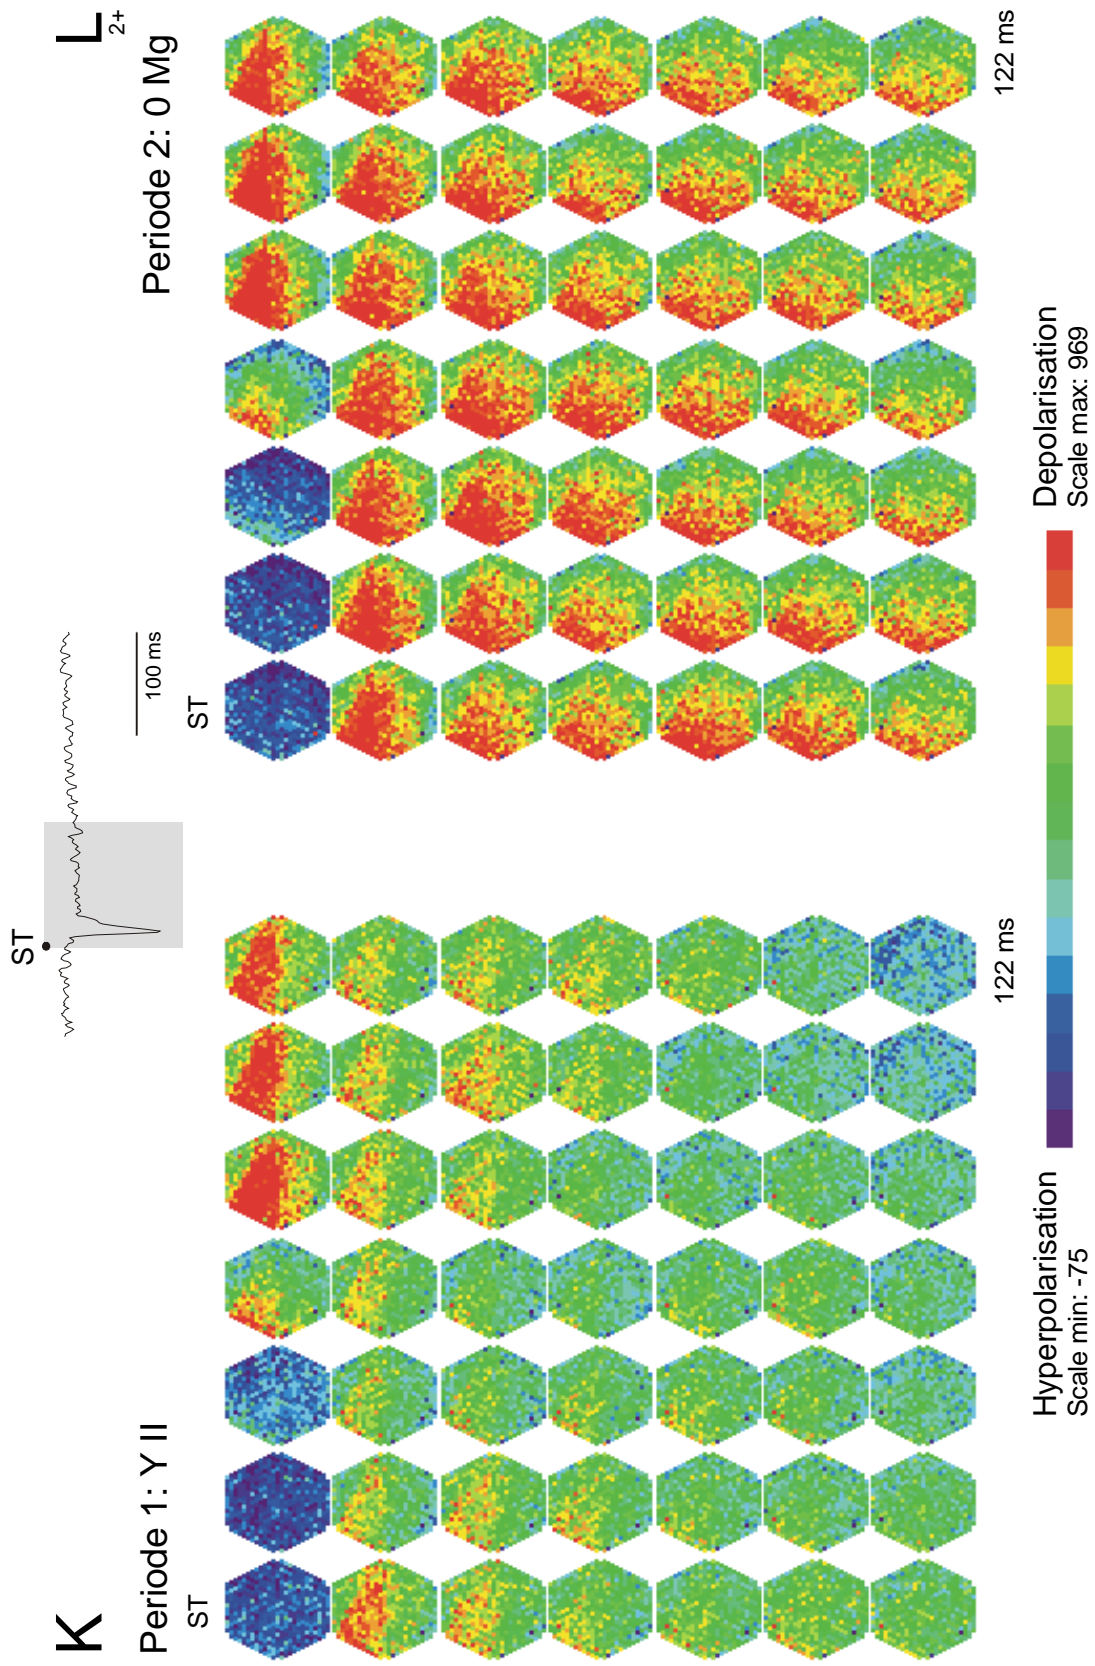 K
Periode 1: Y II
ST
122 ms
ST
100 ms
L
Periode 2: 0 Mg2+
ST
122 ms
Hyperpolarisation
Scale min: -75
Depolarisation
Scale max: 969